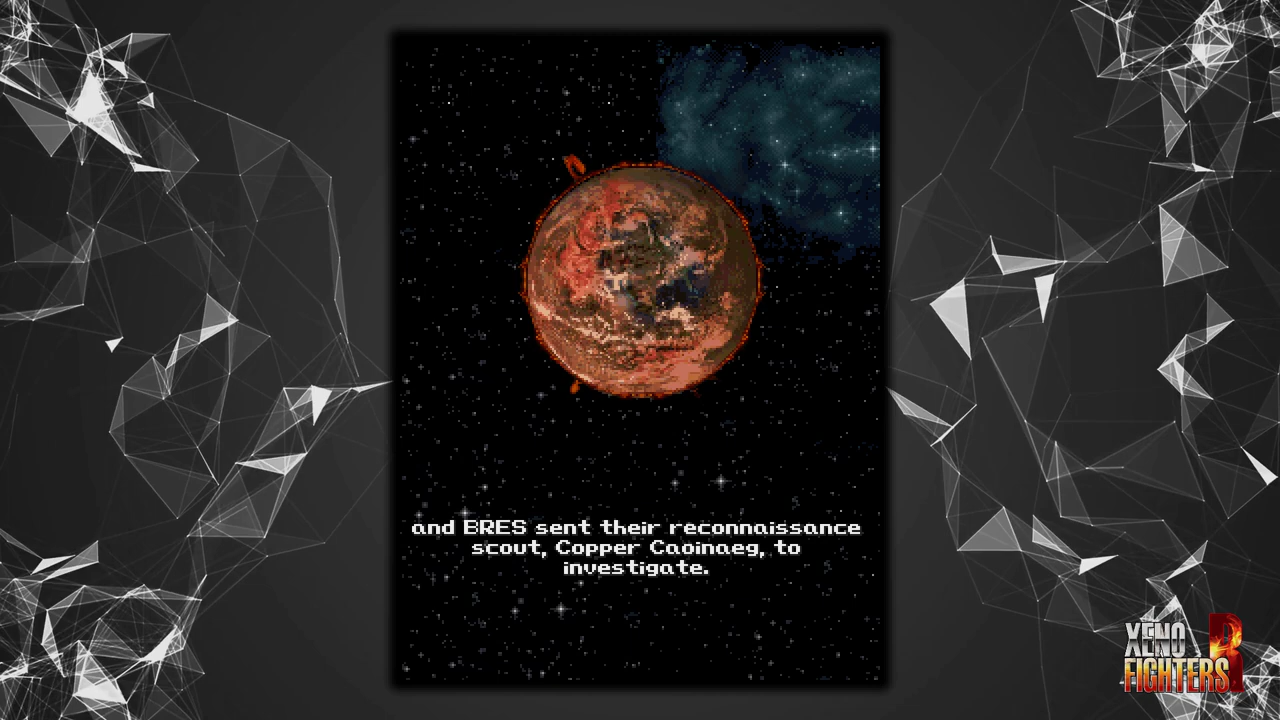 and BRES sent their reconnaissance
scout, Copper Caoinaeg, to
investigate.
XENO
FIGHTERS R